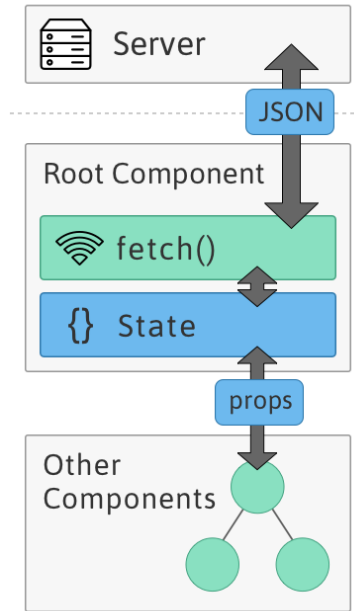 Server
JSON
Root Component
fetch()
{} State
props
Other
Components